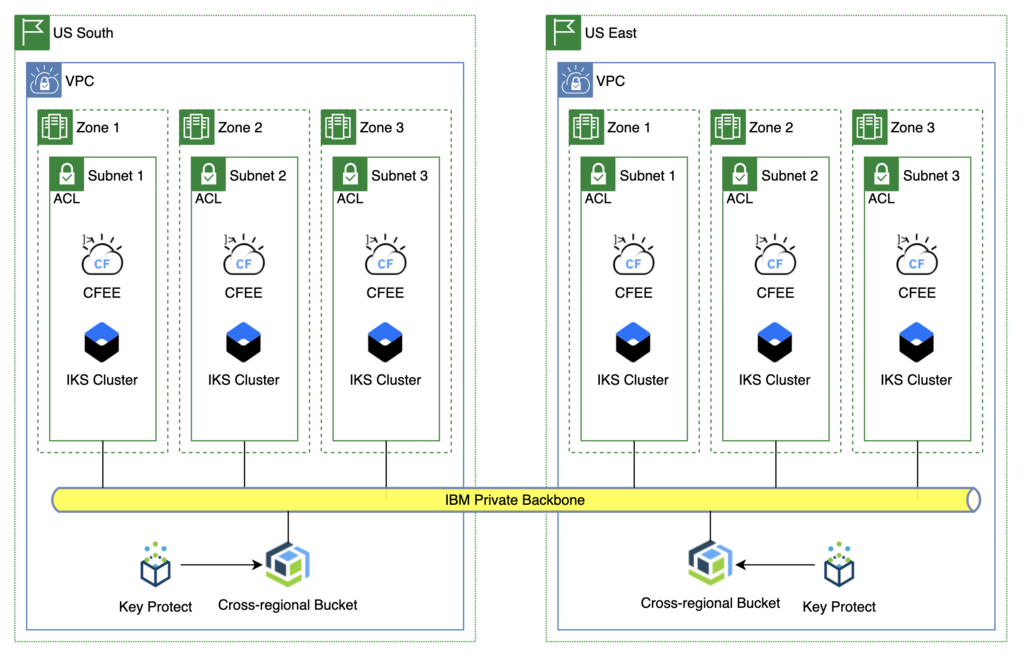 US South
US East
VPC
VPC
Zone 1
Zone 2
Zone 3
Zone 1
Zone 2
Zone 3
Subnet 1
Subnet 2
Subnet 3
Subnet 1
Subnet 2
Subnet 3
ACL
ACL
ACL
ACL
ACL
ACL
CF
CF
CF
CF
CF
CF
CFEE
CFEE
CFEE
CFEE
CFEE
CFEE
IKS Cluster
IKS Cluster
IKS Cluster
IKS Cluster
IKS Cluster
IKS Cluster
IBM Private Backbone
Key Protect
Cross-regional Bucket
Cross-regional Bucket
Key Protect